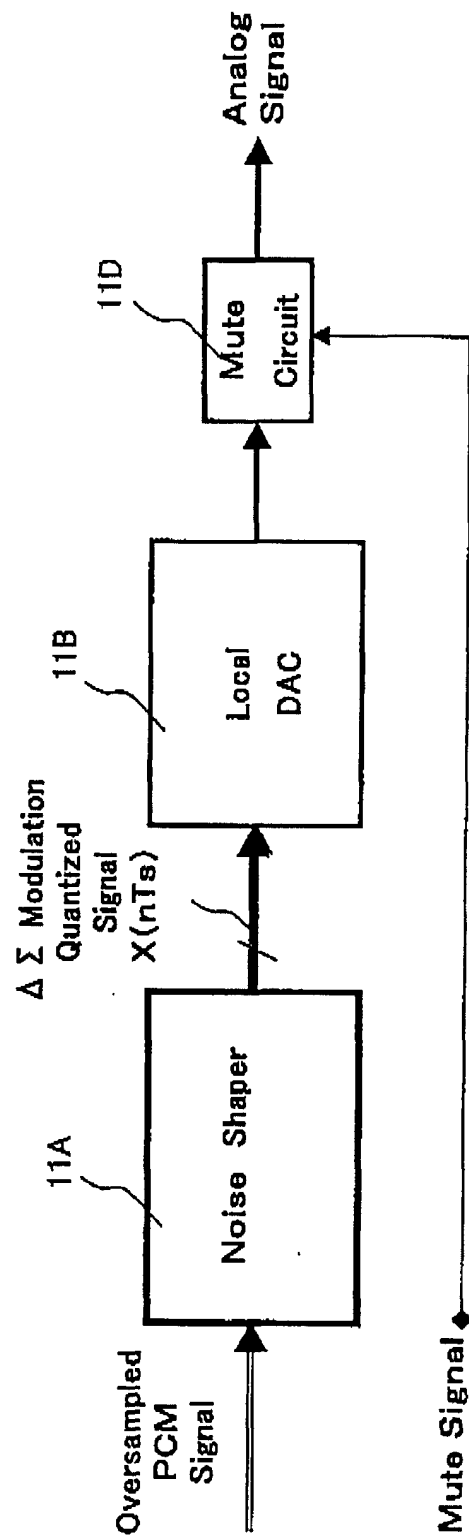 Oversampled
PCM
Signal
11A
Noise Shaper
Δ Σ Modulation
Quantized
Signal
X(nTs)
11B
Local
DAC
11D
Mute
Circuit
Analog
Signal
Mute Signal